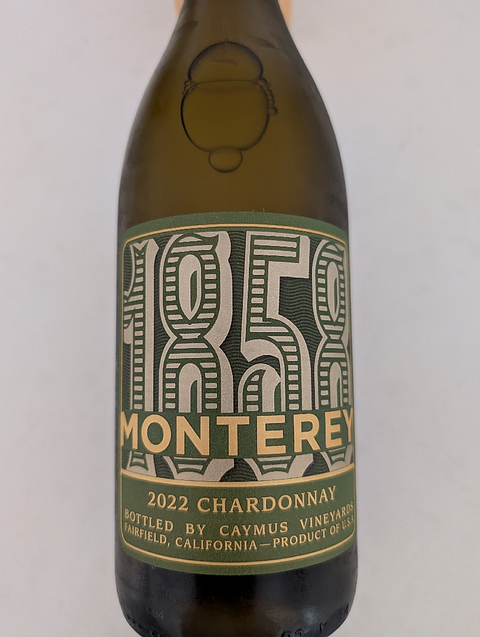 1858
MONTEREY
2022 CHARDONNAY
BOTTLED BY CAYMUS VINEYARDS
FAIRFIELD, CALIFORNIA—PRODUCT OF U.S.A.